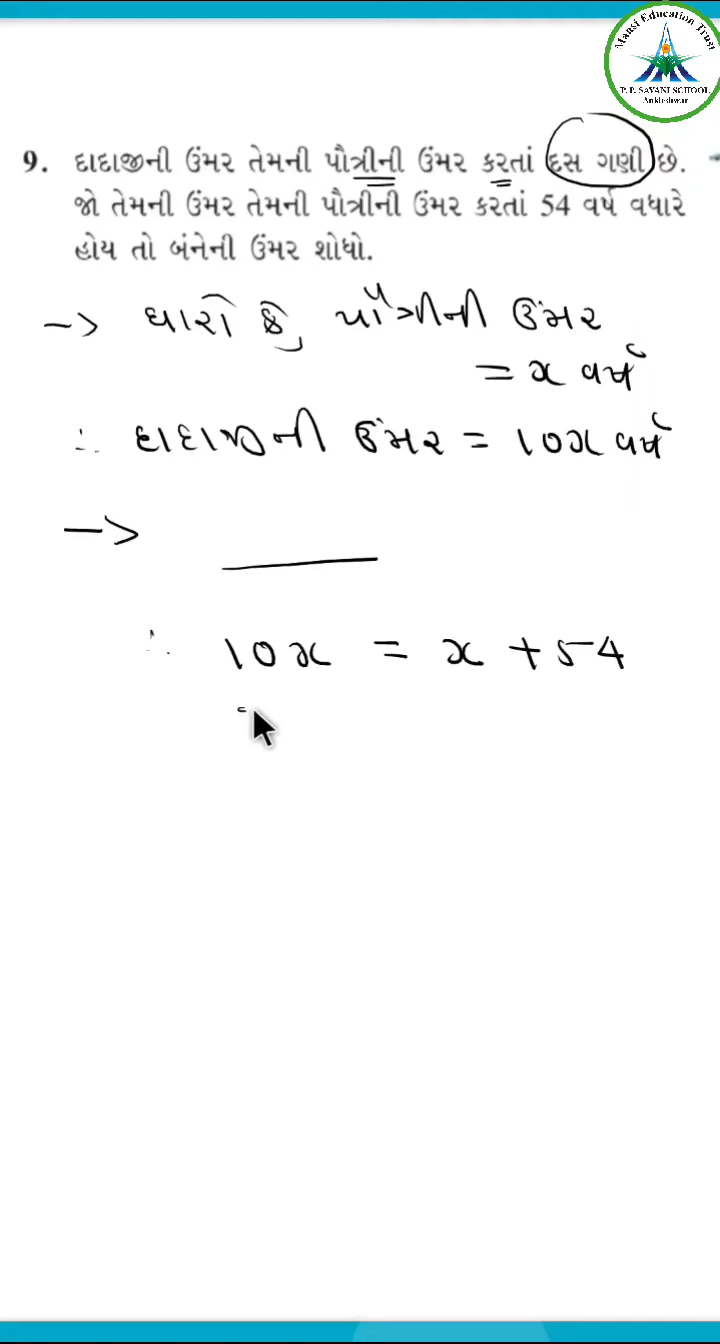 Mansi Education Trust
P. P. SAVANI SCHOOL
Ankleshwar
9. દાદાજીની ઉંમર તેમની પૌત્રીની ઉંમર કરતાં દસ ગણી છે.
જો તેમની ઉંમર તેમની પૌત્રીની ઉંમર કરતાં 54 વર્ષ વધારે
હોય તો બંનેની ઉંમર શોધો.
-> ધારો કે, પૌત્રીની ઉંમર
= x વર્ષ
∴ દાદાજીની ઉંમર = 10x વર્ષ
->
∴ 10x = x + 54